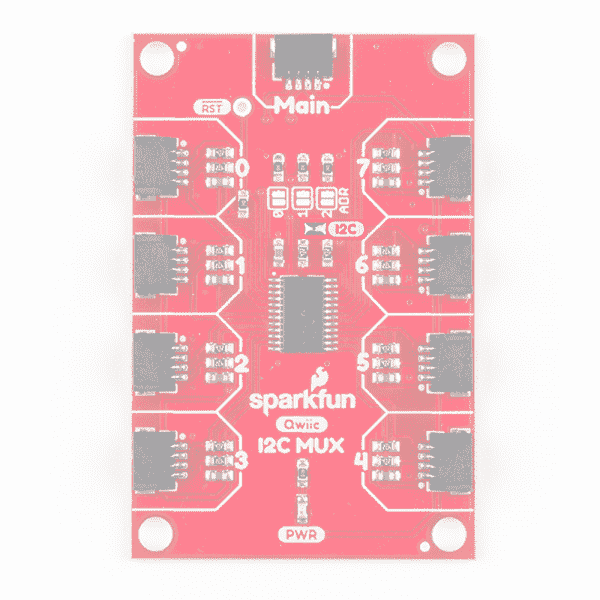 Main
RST
0
7
0 1 2 ADR
I2C
1
6
2
5
sparkfun
Qwiic
I2C MUX
3
4
PWR